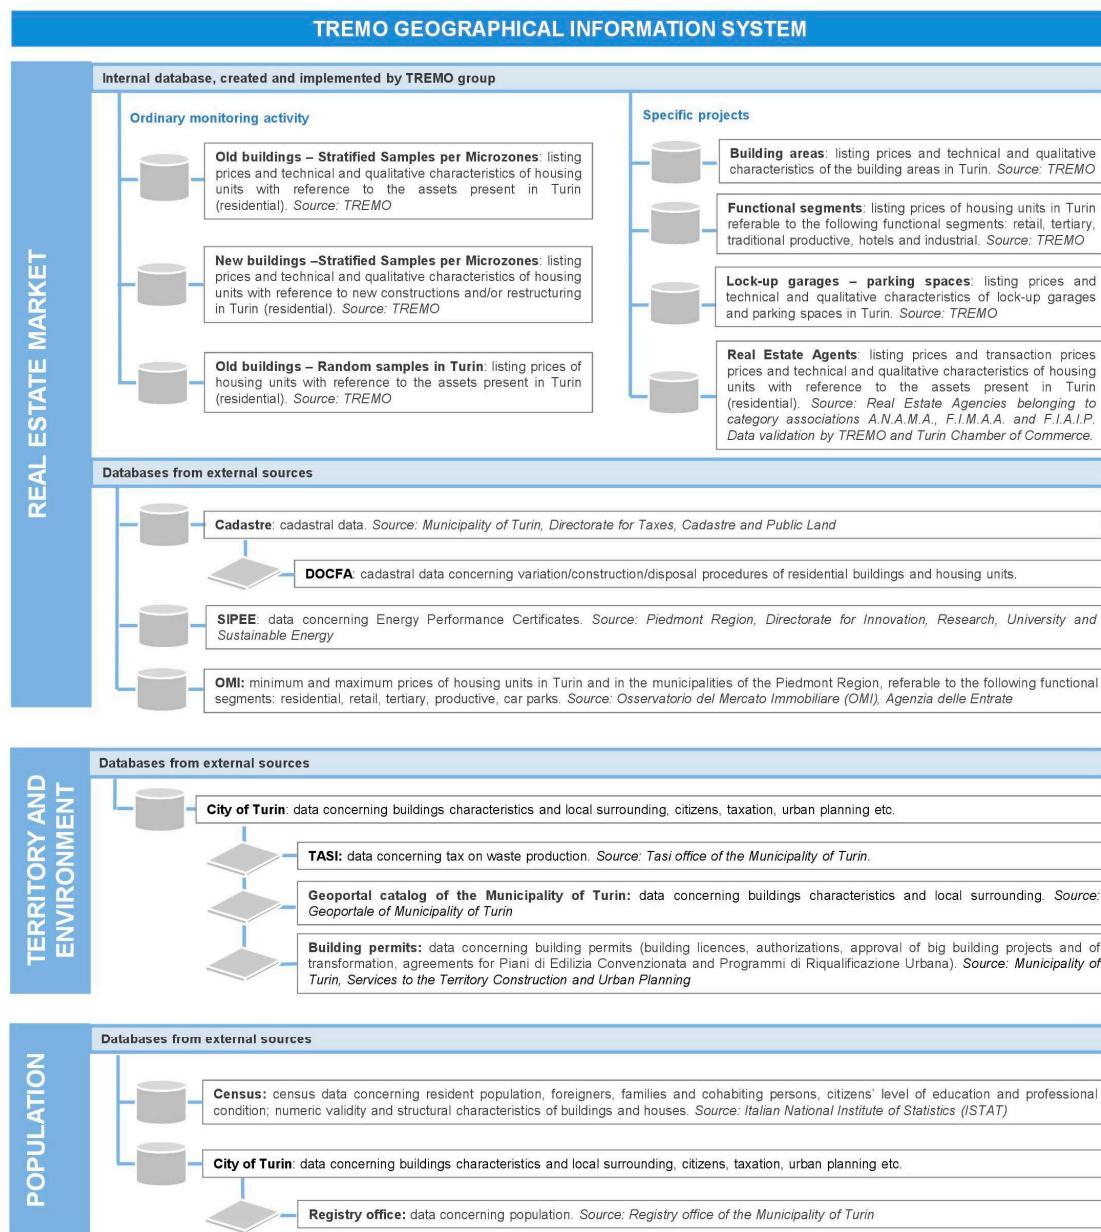 TREMO GEOGRAPHICAL INFORMATION SYSTEM
REAL ESTATE MARKET
Internal database, created and implemented by TREMO group
Ordinary monitoring activity
Old buildings – Stratified Samples per Microzones: listing
prices and technical and qualitative characteristics of housing
units with reference to the assets present in Turin
(residential). Source: TREMO
New buildings –Stratified Samples per Microzones: listing
prices and technical and qualitative characteristics of housing
units with reference to new constructions and/or restructuring
in Turin (residential). Source: TREMO
Old buildings – Random samples in Turin: listing prices of
housing units with reference to the assets present in Turin
(residential). Source: TREMO
Specific projects
Building areas: listing prices and technical and qualitative
characteristics of the building areas in Turin. Source: TREMO
Functional segments: listing prices of housing units in Turin
referable to the following functional segments: retail, tertiary,
traditional productive, hotels and industrial. Source: TREMO
Lock-up garages – parking spaces: listing prices and
technical and qualitative characteristics of lock-up garages
and parking spaces in Turin. Source: TREMO
Real Estate Agents: listing prices and transaction prices
prices and technical and qualitative characteristics of housing
units with reference to the assets present in Turin
(residential). Source: Real Estate Agencies belonging to
category associations A.N.A.M.A., F.I.M.A.A. and F.I.A.I.P.
Data validation by TREMO and Turin Chamber of Commerce.
Databases from external sources
Cadastre: cadastral data. Source: Municipality of Turin, Directorate for Taxes, Cadastre and Public Land
DOCFA: cadastral data concerning variation/construction/disposal procedures of residential buildings and housing units.
SIPEE: data concerning Energy Performance Certificates. Source: Piedmont Region, Directorate for Innovation, Research, University and
Sustainable Energy
OMI: minimum and maximum prices of housing units in Turin and in the municipalities of the Piedmont Region, referable to the following functional
segments: residential, retail, tertiary, productive, car parks. Source: Osservatorio del Mercato Immobiliare (OMI), Agenzia delle Entrate
TERRITORY AND
ENVIRONMENT
Databases from external sources
City of Turin: data concerning buildings characteristics and local surrounding, citizens, taxation, urban planning etc.
TASI: data concerning tax on waste production. Source: Tasi office of the Municipality of Turin.
Geoportal catalog of the Municipality of Turin: data concerning buildings characteristics and local surrounding. Source:
Geoportale of Municipality of Turin
Building permits: data concerning building permits (building licences, authorizations, approval of big building projects and of
transformation, agreements for Piani di Edilizia Convenzionata and Programmi di Riqualificazione Urbana). Source: Municipality of
Turin, Services to the Territory Construction and Urban Planning
POPULATION
Databases from external sources
Census: census data concerning resident population, foreigners, families and cohabiting persons, citizens' level of education and professional
condition; numeric validity and structural characteristics of buildings and houses. Source: Italian National Institute of Statistics (ISTAT)
City of Turin: data concerning buildings characteristics and local surrounding, citizens, taxation, urban planning etc.
Registry office: data concerning population. Source: Registry office of the Municipality of Turin